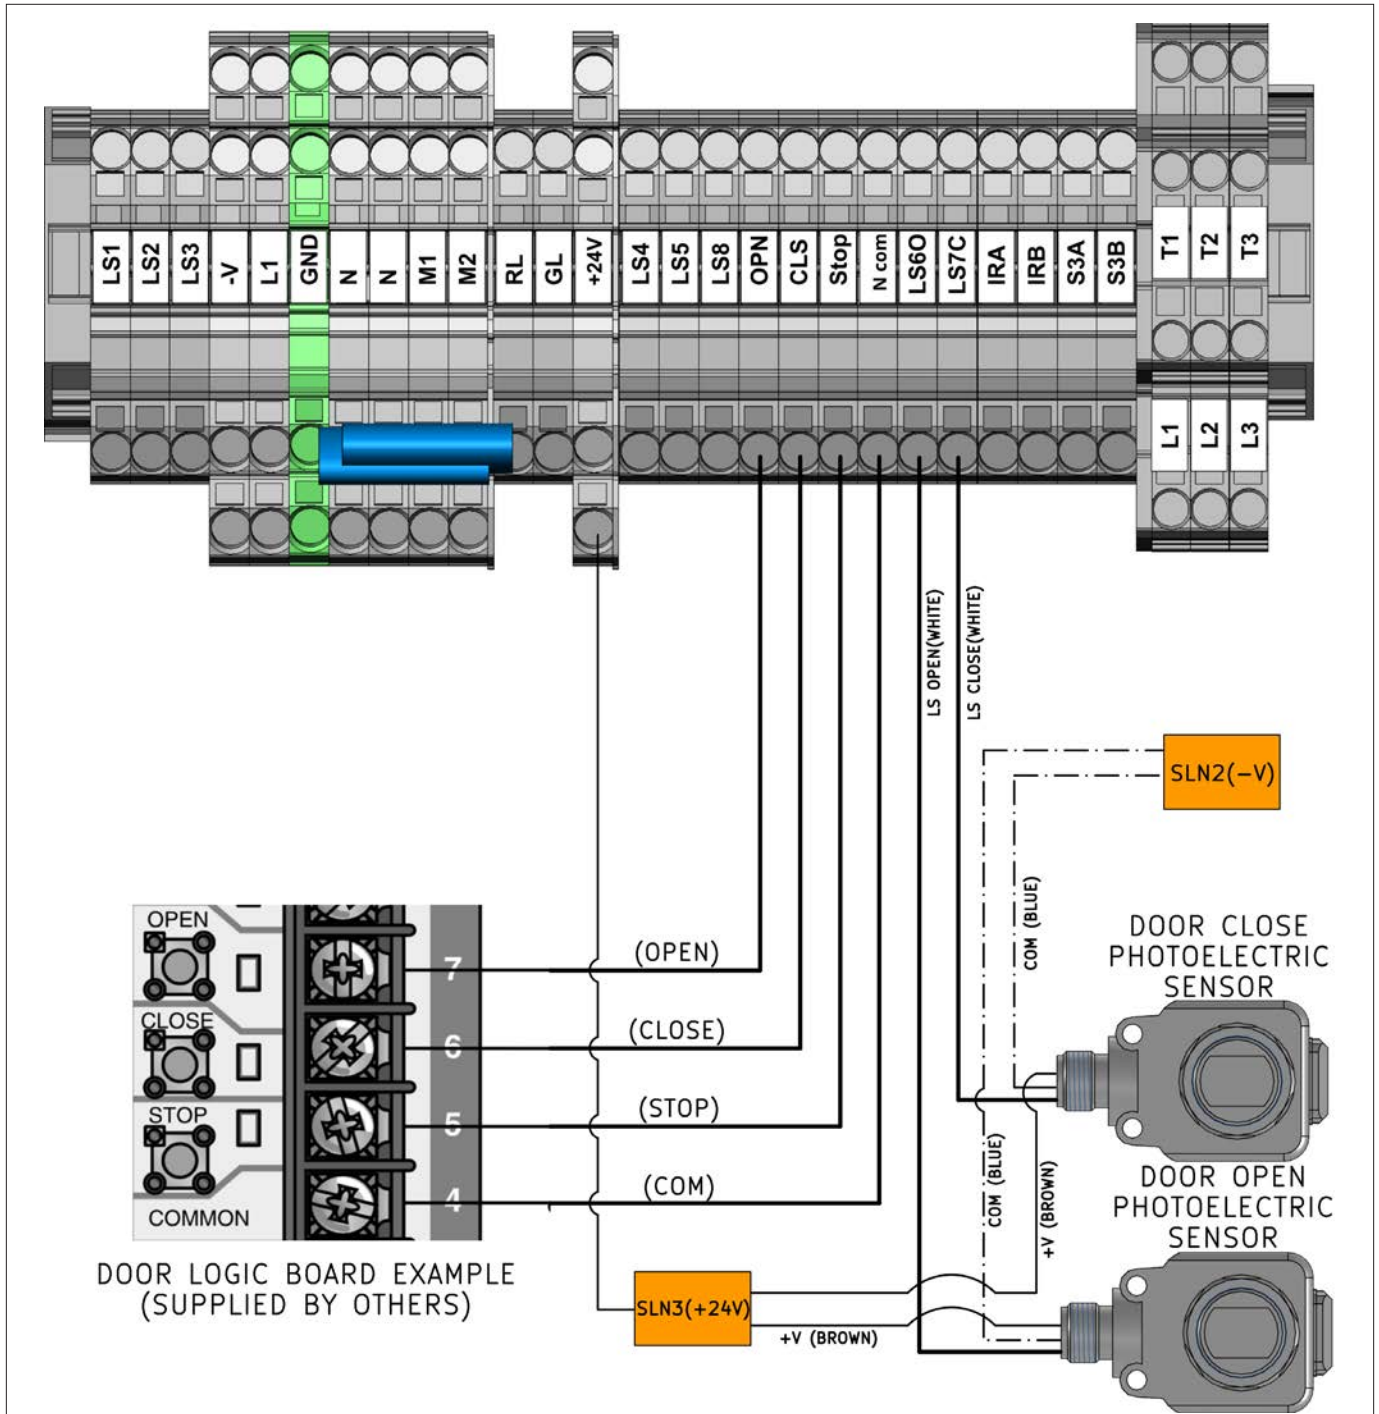 LS1 LS2 LS3 -V L1 GND N N M1 M2 RL GL +24V LS4 LS5 LS8 OPN CLS Stop N com LS6O LS7C IRA IRB S3A S3B T1 T2 T3
L1 L2 L3
LS OPEN(WHITE)
LS CLOSE(WHITE)
SLN2(-V)
COM (BLUE)
DOOR CLOSE
PHOTOELECTRIC
SENSOR
OPEN
7
(OPEN)
CLOSE
6
(CLOSE)
STOP
5
(STOP)
COMMON
4
(COM)
COM (BLUE)
+V (BROWN)
DOOR OPEN
PHOTOELECTRIC
SENSOR
DOOR LOGIC BOARD EXAMPLE
(SUPPLIED BY OTHERS)
SLN3(+24V)
+V (BROWN)